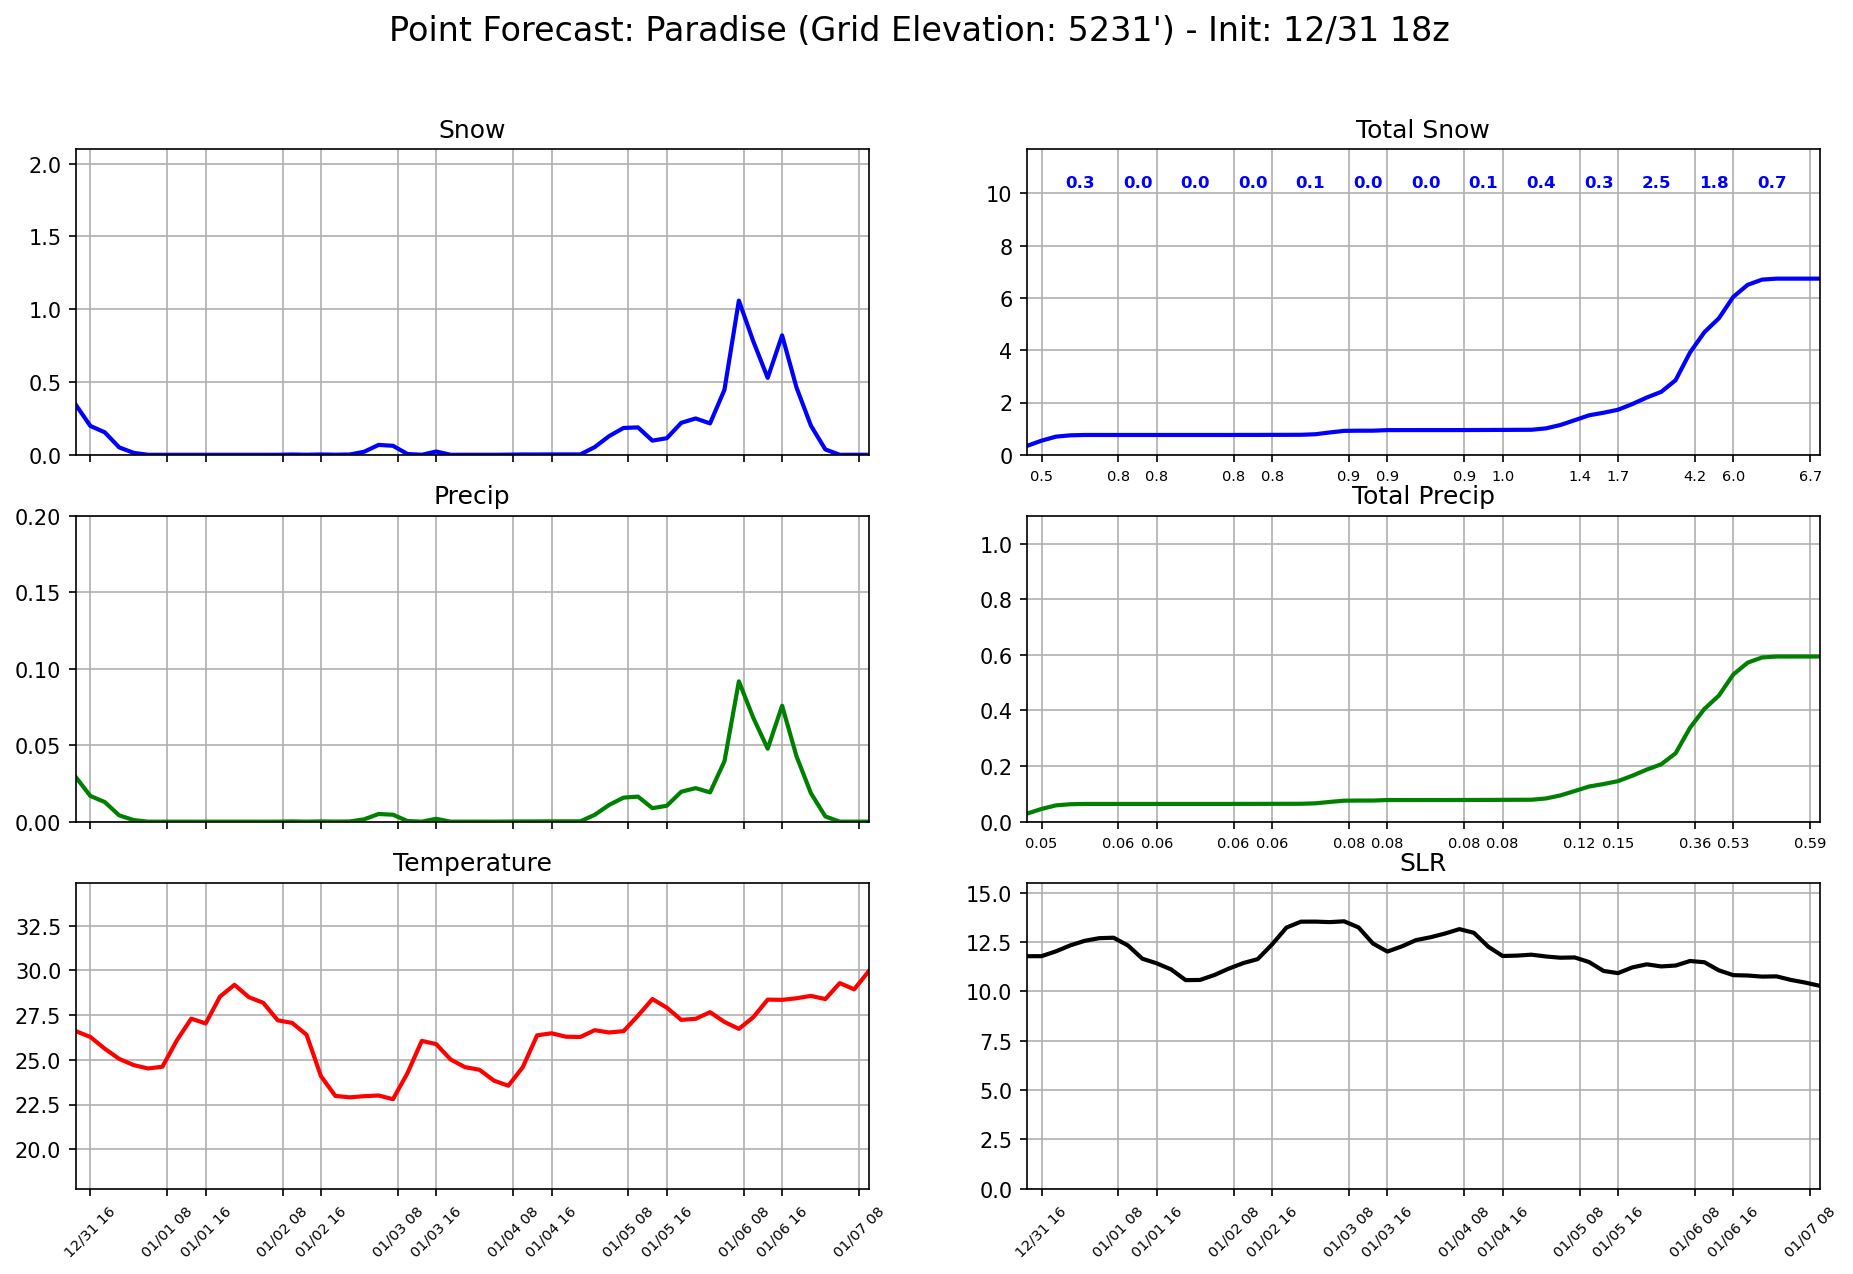 Point Forecast: Paradise (Grid Elevation: 5231') - Init: 12/31 18z
Snow
2.0
1.5
1.0
0.5
0.0
Total Snow
0.3 0.0 0.0 0.0 0.1 0.0 0.0 0.1 0.4 0.3 2.5 1.8 0.7
10
8
6
4
2
0
0.5 0.8 0.8 0.8 0.8 0.9 0.9 0.9 1.0 1.4 1.7 4.2 6.0 6.7
Precip
0.20
0.15
0.10
0.05
0.00
Total Precip
1.0
0.8
0.6
0.4
0.2
0.0
0.05 0.06 0.06 0.06 0.06 0.08 0.08 0.08 0.08 0.12 0.15 0.36 0.53 0.59
Temperature
32.5
30.0
27.5
25.0
22.5
20.0
12/31 16 01/01 08 01/01 16 01/02 08 01/02 16 01/03 08 01/03 16 01/04 08 01/04 16 01/05 08 01/05 16 01/06 08 01/06 16 01/07 08
SLR
15.0
12.5
10.0
7.5
5.0
2.5
0.0
12/31 16 01/01 08 01/01 16 01/02 08 01/02 16 01/03 08 01/03 16 01/04 08 01/04 16 01/05 08 01/05 16 01/06 08 01/06 16 01/07 08